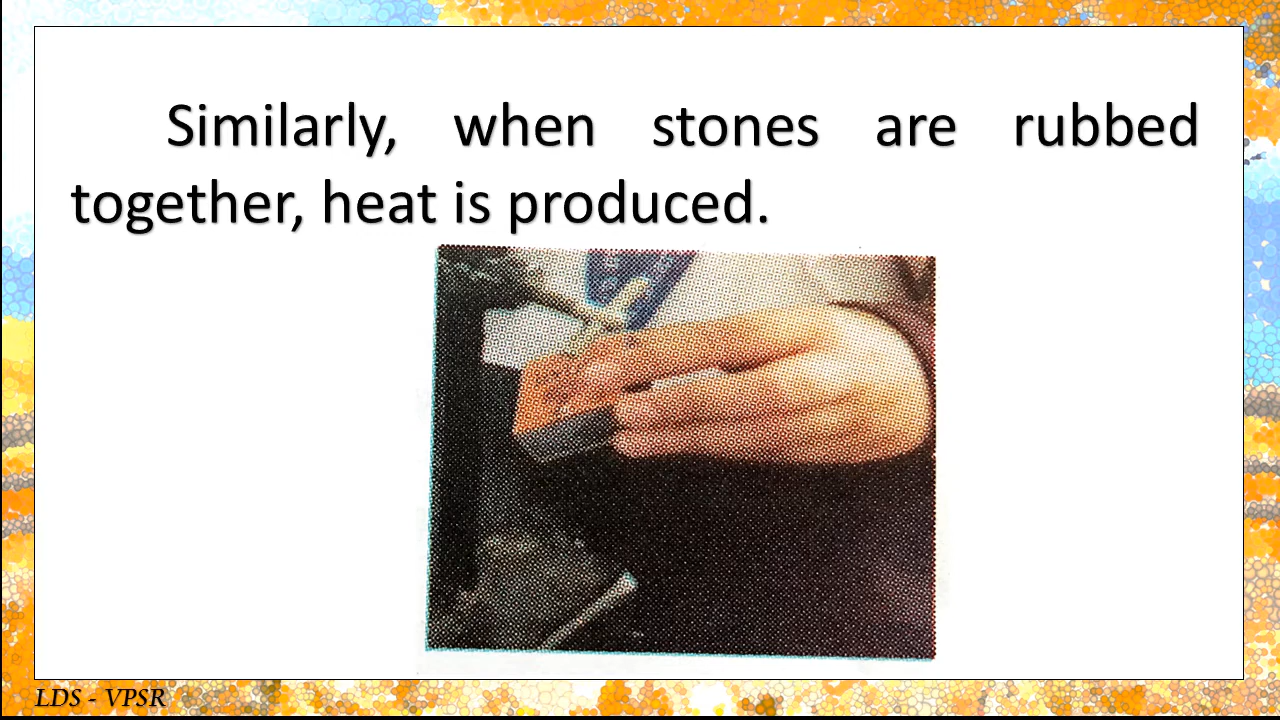 Similarly, when stones are rubbed
together, heat is produced.
LDS - VPSR